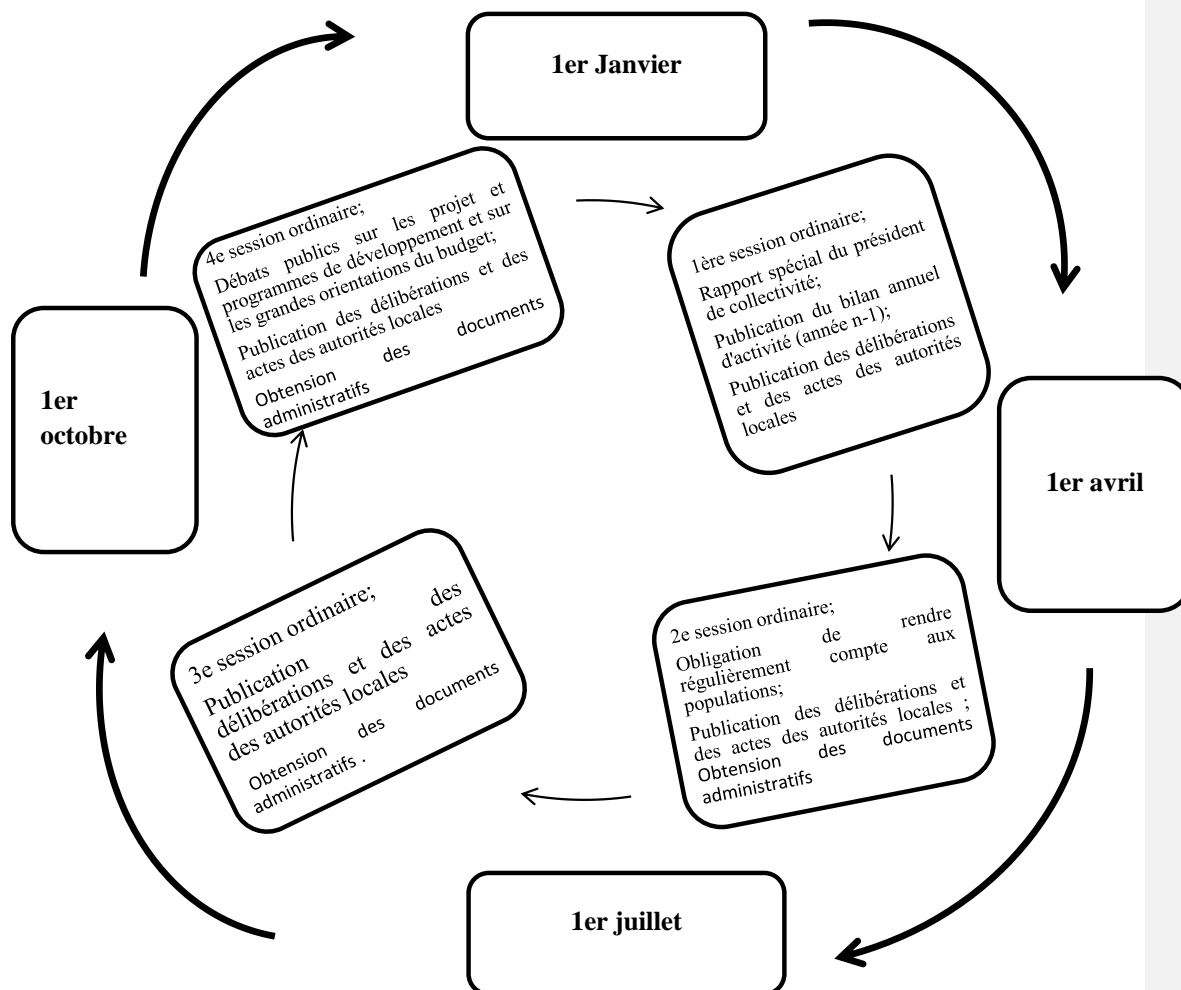 1er Janvier
4e session ordinaire;
Débats publics sur les projet et
programmes de développement et sur
les grandes orientations du budget;
Publication des délibérations et des
actes des autorités locales
Obtension des documents
administratifs
1ère session ordinaire;
Rapport spécial du président
de collectivité;
Publication du bilan annuel
d'activité (année n-1);
Publication des délibérations
et des actes des autorités
locales
1er
octobre
1er avril
3e session ordinaire;
Publication des
délibérations et des actes
des autorités locales
Obtension des documents
administratifs .
2e session ordinaire;
Obligation de rendre
régulièrement compte aux
populations;
Publication des délibérations et
des actes des autorités locales ;
Obtension des documents
administratifs
1er juillet